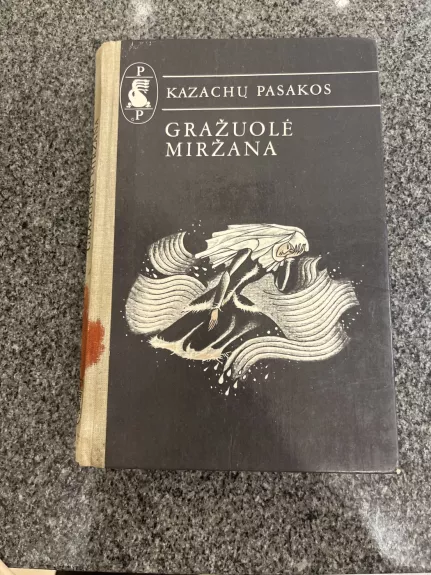 P
P
KAZACHŲ PASAKOS
GRAŽUOLĖ
MIRŽANA